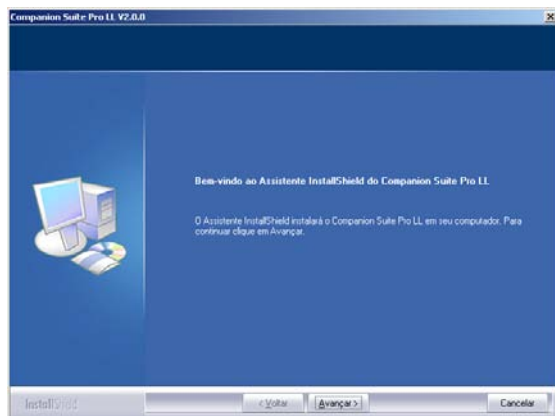 Companion Suite Pro LL V2.0.0
Bem-vindo ao Assistente InstallShield do Companion Suite Pro LL
O Assistente InstallShield instalará o Companion Suite Pro LL em seu computador. Para
continuar clique em Avançar.
InstallShield
< Voltar Avançar > Cancelar